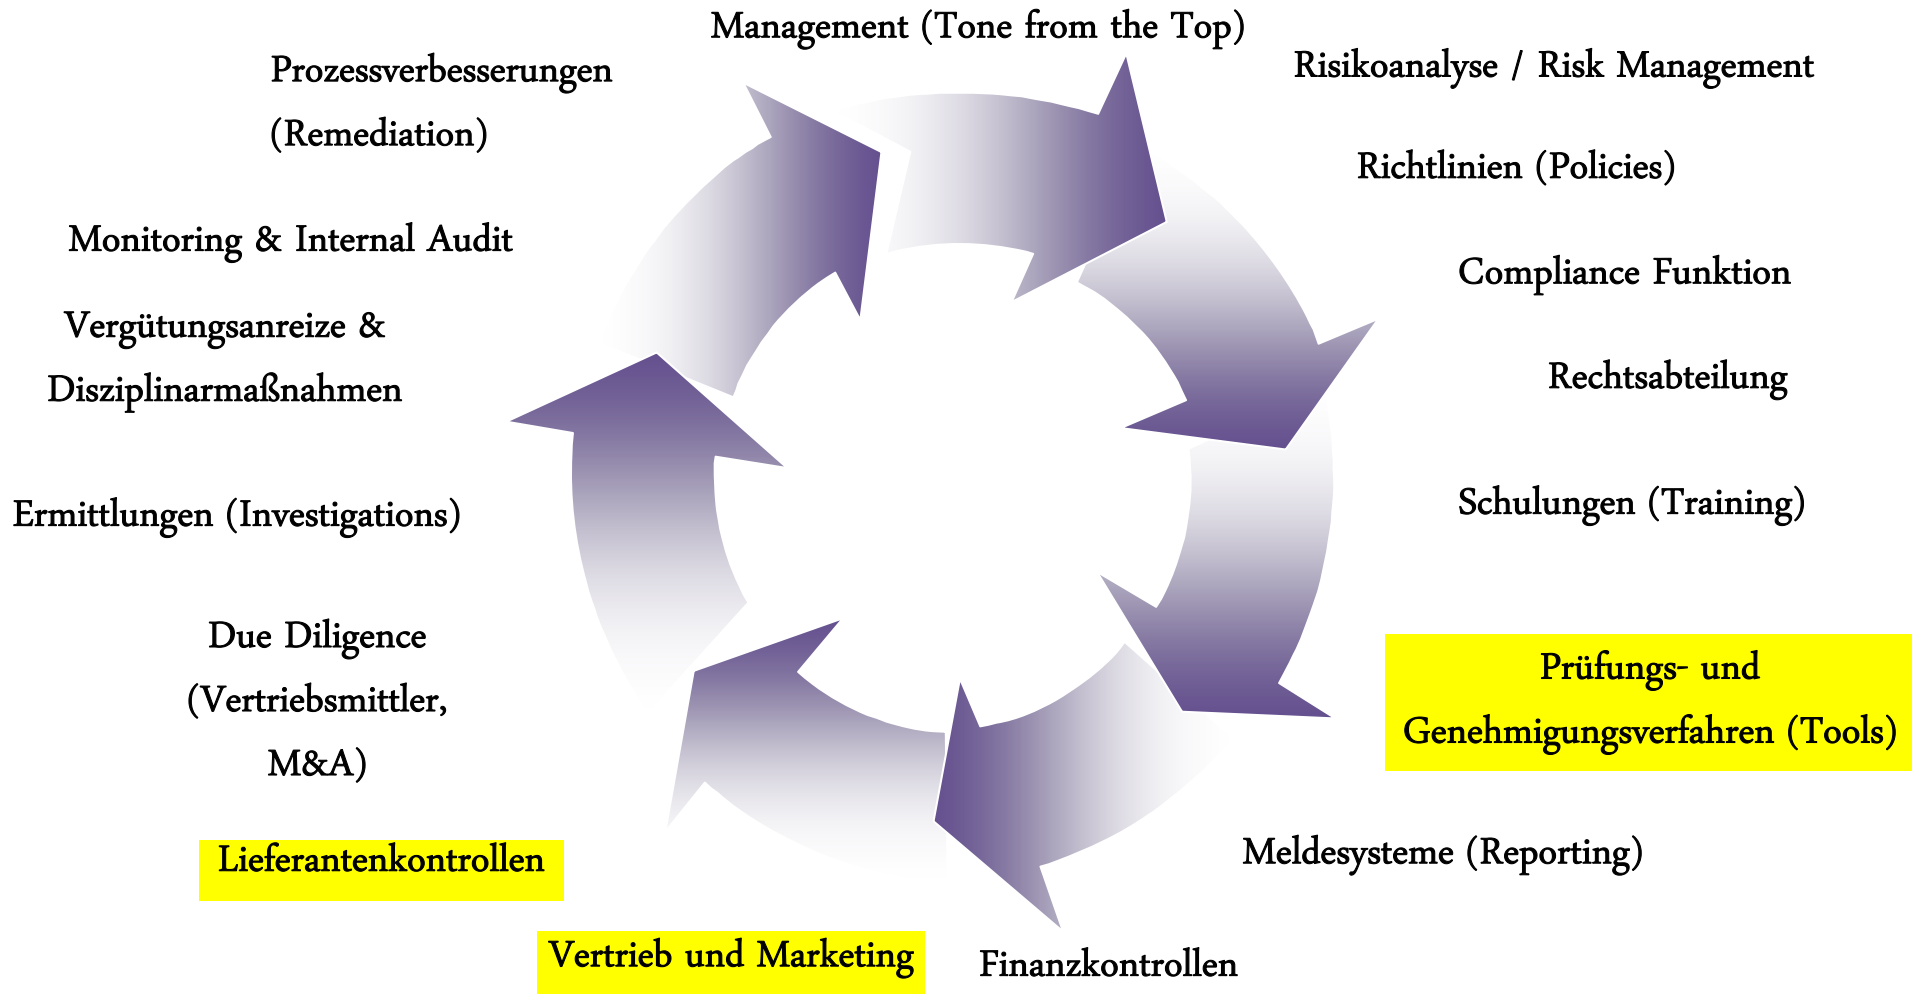 Management (Tone from the Top)
Risikoanalyse / Risk Management
Richtlinien (Policies)
Compliance Funktion
Rechtsabteilung
Schulungen (Training)
Prüfungs- und
Genehmigungsverfahren (Tools)
Meldesysteme (Reporting)
Finanzkontrollen
Vertrieb und Marketing
Lieferantenkontrollen
Due Diligence
(Vertriebsmittler,
M&A)
Ermittlungen (Investigations)
Vergütungsanreize &
Disziplinarmaßnahmen
Monitoring & Internal Audit
Prozessverbesserungen
(Remediation)